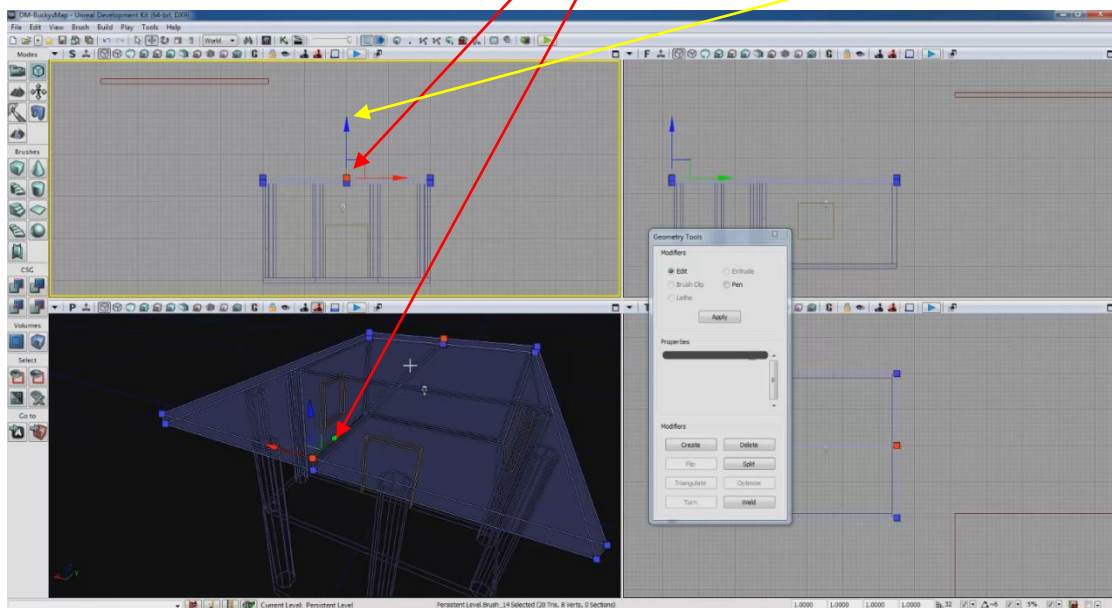 DM-BuckysMap - Unreal Development Kit (64-bit, DX9)
File Edit View Brush Build Play Tools Help
World
Modes
S
G
F
G
Brushes
CSG
Volumes
Select
Go to
P
G
G
Geometry Tools
Modifiers
Edit
Extrude
Brush Clip
Pen
Lathe
Apply
Properties
Modifiers
Create
Delete
Flip
Split
Triangulate
Optimize
Turn
Weld
Current Level: Persistent Level
Persistent Level.Brush_14 Selected (20 Tris, 8 Verts, 0 Sections)
1.0000 1.0000 1.0000 1.0000 32 5%